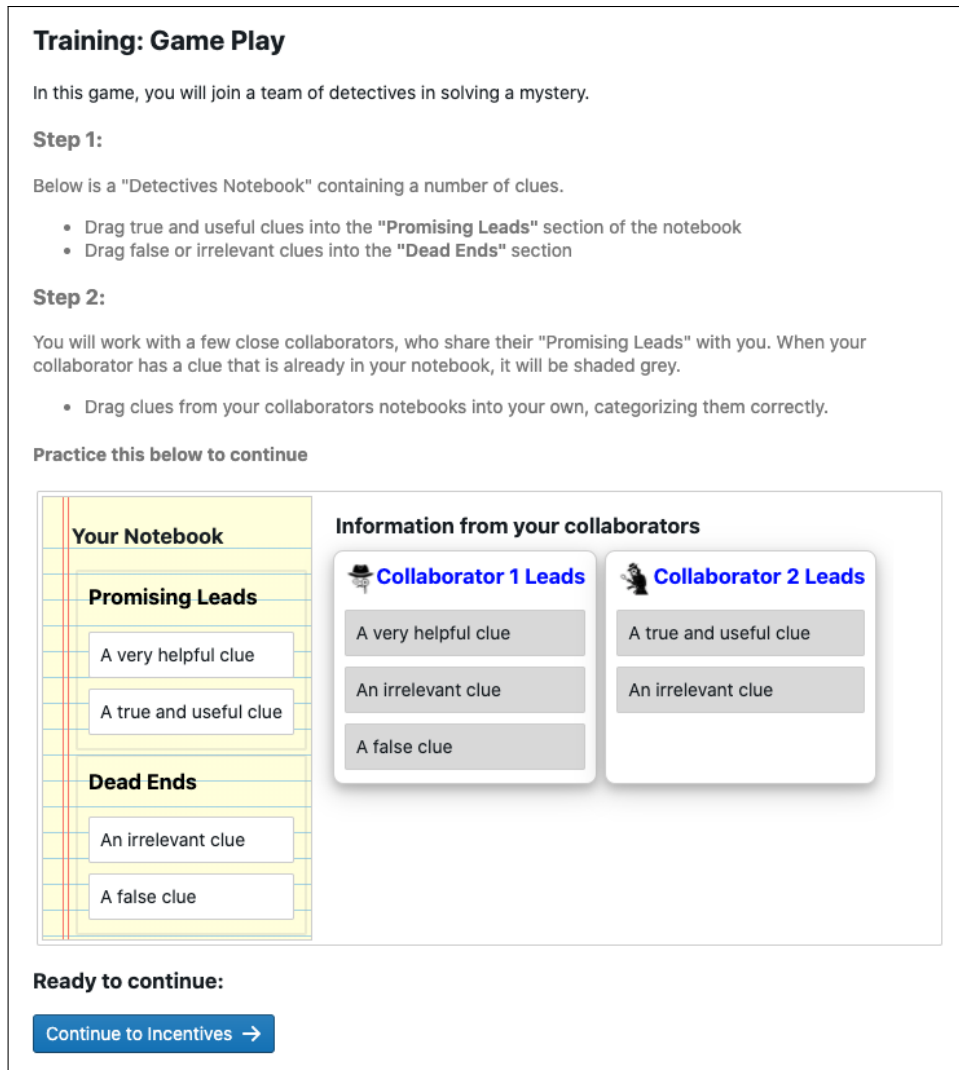 Training: Game Play
In this game, you will join a team of detectives in solving a mystery.
Step 1:
Below is a "Detectives Notebook" containing a number of clues.
• Drag true and useful clues into the "Promising Leads" section of the notebook
• Drag false or irrelevant clues into the "Dead Ends" section
Step 2:
You will work with a few close collaborators, who share their "Promising Leads" with you. When your
collaborator has a clue that is already in your notebook, it will be shaded grey.
• Drag clues from your collaborators notebooks into your own, categorizing them correctly.
Practice this below to continue
Your Notebook
Promising Leads
A very helpful clue
A true and useful clue
Dead Ends
An irrelevant clue
A false clue
Information from your collaborators
Collaborator 1 Leads
A very helpful clue
An irrelevant clue
A false clue
Collaborator 2 Leads
A true and useful clue
An irrelevant clue
Ready to continue:
Continue to Incentives →